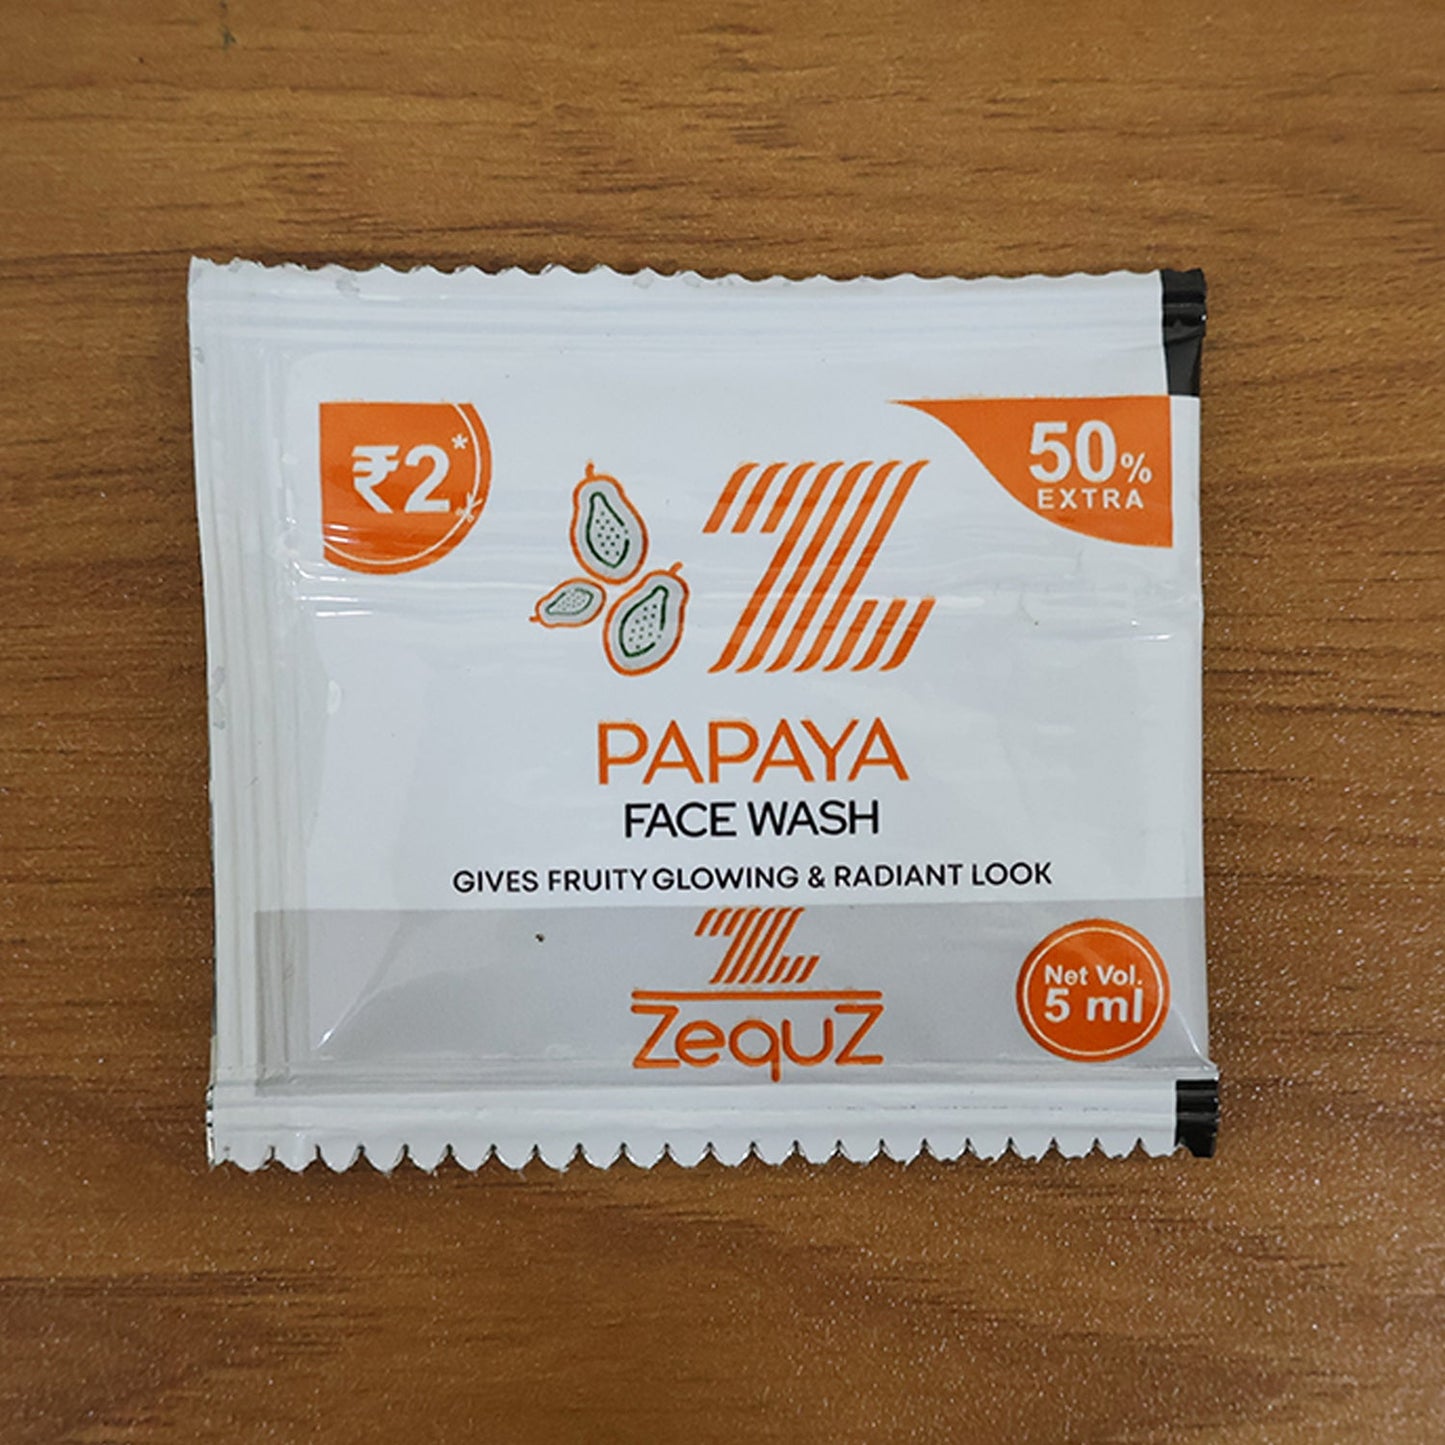 ₹2*
50%
EXTRA
Z
PAPAYA
FACE WASH
GIVES FRUITY GLOWING & RADIANT LOOK
Z
ZequZ
Net Vol.
5 ml